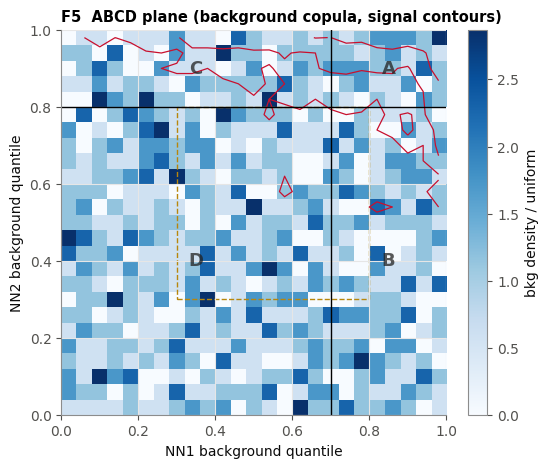 F5  ABCD plane (background copula, signal contours)
1.0
0.8
0.6
0.4
0.2
0.0
NN2 background quantile
C
A
D
B
0.0 0.2 0.4 0.6 0.8 1.0
NN1 background quantile
2.5
2.0
1.5
1.0
0.5
0.0
bkg density / uniform